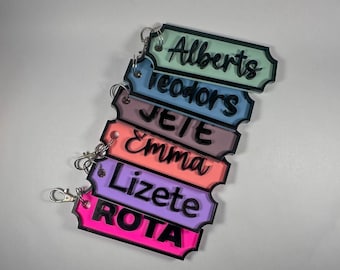 Alberts
Teodors
JETE
Emma
Lizete
ROTA